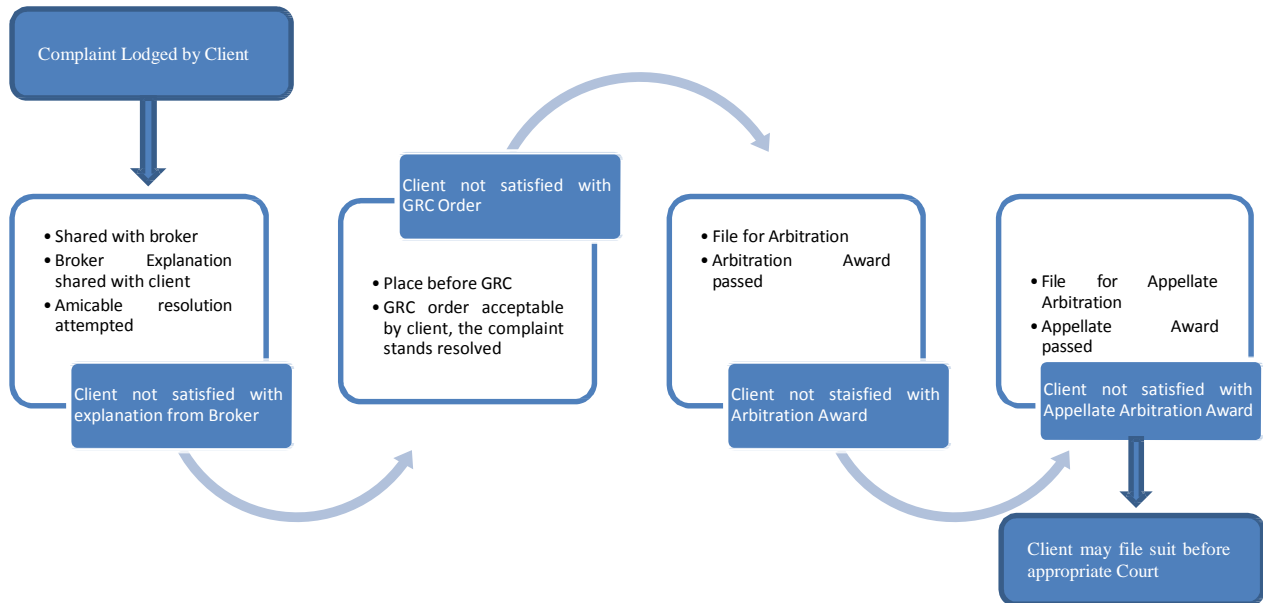 Complaint Lodged by Client
• Shared with broker
• Broker Explanation
shared with client
• Amicable resolution
attempted
Client not satisfied with
explanation from Broker
Client not satisfied with
GRC Order
• Place before GRC
• GRC order acceptable
by client, the complaint
stands resolved
• File for Arbitration
• Arbitration Award
passed
Client not staisfied with
Arbitration Award
• File for Appellate
Arbitration
• Appellate Award
passed
Client not satisfied with
Appellate Arbitration Award
Client may file suit before
appropriate Court